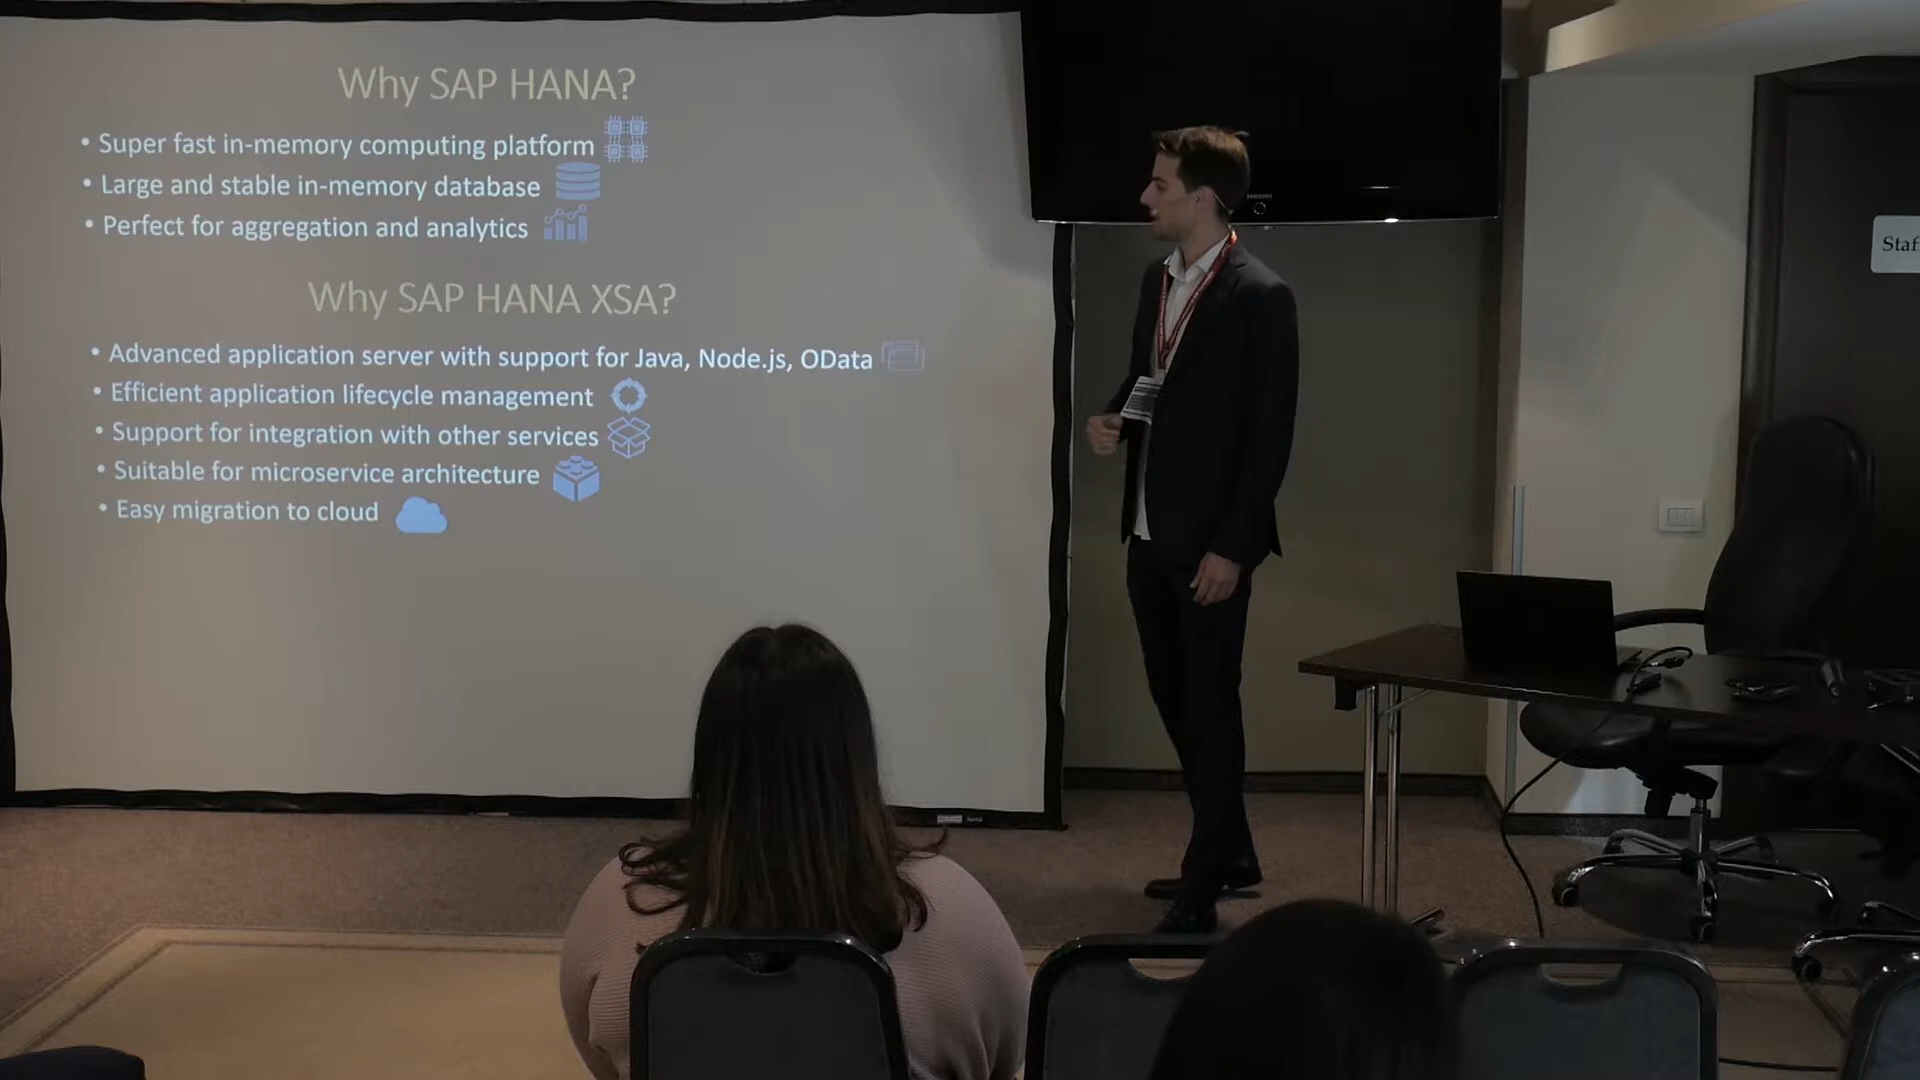 Why SAP HANA?
• Super fast in-memory computing platform
• Large and stable in-memory database
• Perfect for aggregation and analytics
Why SAP HANA XSA?
• Advanced application server with support for Java, Node.js, OData
• Efficient application lifecycle management
• Support for integration with other services
• Suitable for microservice architecture
• Easy migration to cloud
SAMSUNG
Staf